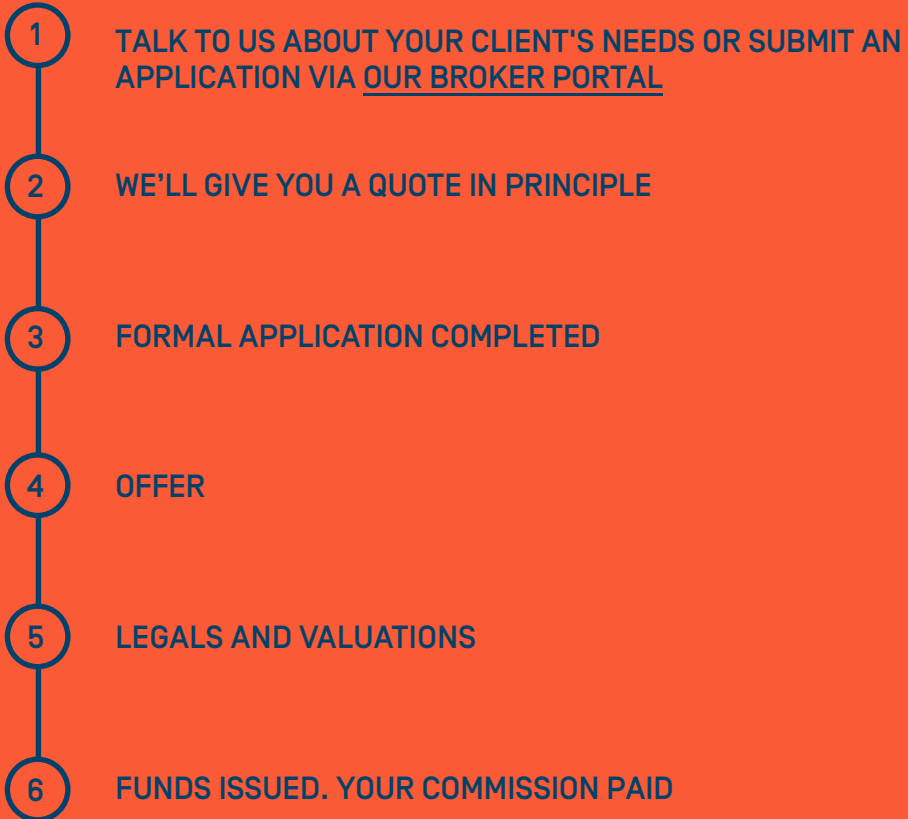 1
TALK TO US ABOUT YOUR CLIENT'S NEEDS OR SUBMIT AN
APPLICATION VIA OUR BROKER PORTAL
2
WE’LL GIVE YOU A QUOTE IN PRINCIPLE
3
FORMAL APPLICATION COMPLETED
4
OFFER
5
LEGALS AND VALUATIONS
6
FUNDS ISSUED. YOUR COMMISSION PAID